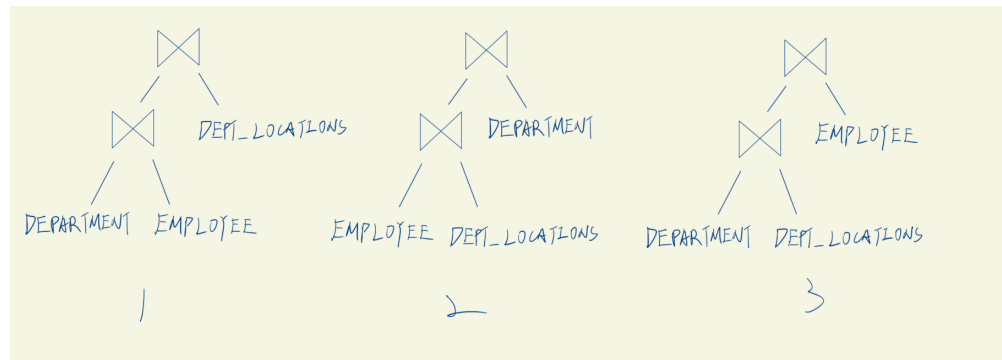 DEPT_LOCATIONS
DEPARTMENT EMPLOYEE
1
DEPARTMENT
EMPLOYEE DEPT_LOCATIONS
2
EMPLOYEE
DEPARTMENT DEPT_LOCATIONS
3